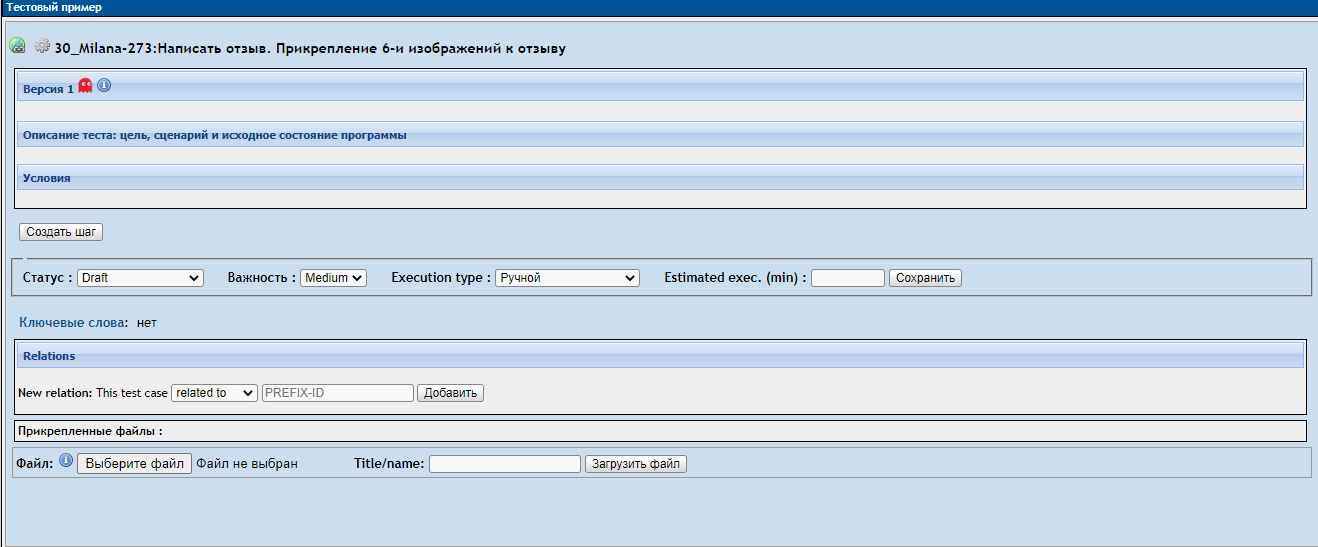 Тестовый пример
30_Milana-273:Написать отзыв. Прикрепление 6-и изображений к отзыву
Версия 1
Описание теста: цель, сценарий и исходное состояние программы
Условия
Создать шаг
Статус : Draft Важность : Medium Execution type : Ручной Estimated exec. (min) : Сохранить
Ключевые слова: нет
Relations
New relation: This test case related to PREFIX-ID Добавить
Прикрепленные файлы :
Файл: Выберите файл Файл не выбран Title/name: Загрузить файл